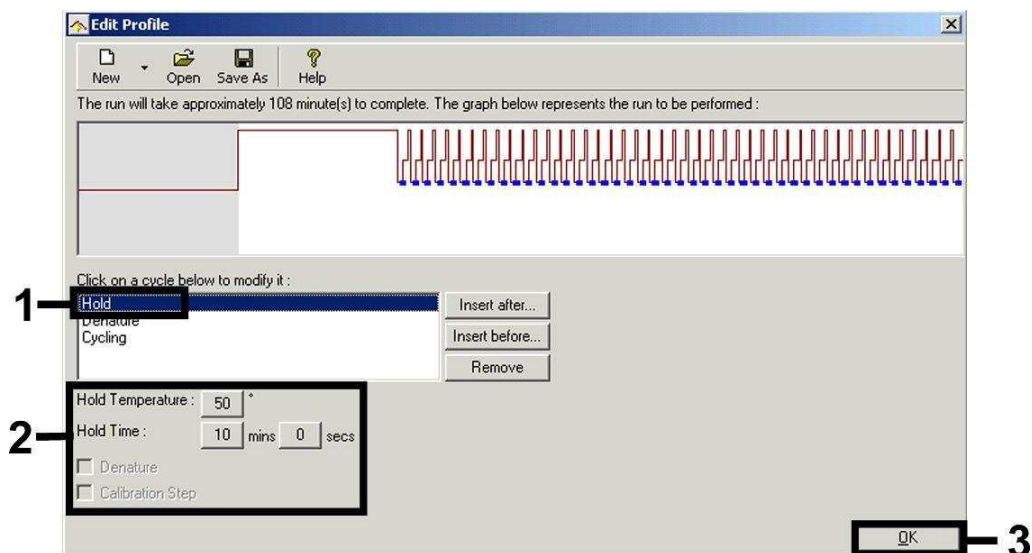 Edit Profile
New Open Save As Help
The run will take approximately 108 minute(s) to complete. The graph below represents the run to be performed :
Click on a cycle below to modify it :
1
Hold
Denature
Cycling
Insert after...
Insert before...
Remove
2
Hold Temperature : 50 °
Hold Time : 10 mins 0 secs
Denature
Calibration Step
OK
3